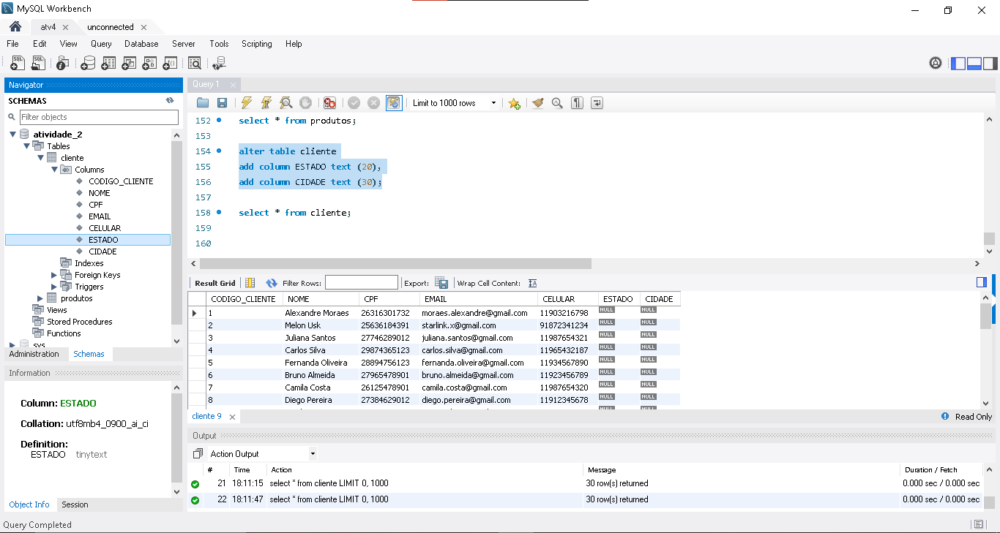 MySQL Workbench
atv4
unconnected
File Edit View Query Database Server Tools Scripting Help
Navigator
SCHEMAS
Filter objects
atividade_2
Tables
cliente
Columns
CODIGO_CLIENTE
NOME
CPF
EMAIL
CELULAR
ESTADO
CIDADE
Indexes
Foreign Keys
Triggers
produtos
Views
Stored Procedures
Functions
sys
Administration Schemas
Information
Column: ESTADO
Collation: utf8mb4_0900_ai_ci
Definition:
ESTADO tinytext
Object Info Session
Query 1
Limit to 1000 rows
152 select * from produtos;
153
154 alter table cliente
155 add column ESTADO text (20),
156 add column CIDADE text (30);
157
158 select * from cliente;
159
160
Result Grid Filter Rows: Export: Wrap Cell Content:
CODIGO_CLIENTE NOME CPF EMAIL CELULAR ESTADO CIDADE
1 Alexandre Moraes 26316301732 moraes.alexandre@gmail.com 11903216798 NULL NULL
2 Melon Usk 25636184391 starlink.x@gmail.com 91872341234 NULL NULL
3 Juliana Santos 27746289012 juliana.santos@gmail.com 11987654321 NULL NULL
4 Carlos Silva 29874365123 carlos.silva@gmail.com 11965432187 NULL NULL
5 Fernanda Oliveira 28894756123 fernanda.oliveira@gmail.com 11934567890 NULL NULL
6 Bruno Almeida 27965478901 bruno.almeida@gmail.com 11923456789 NULL NULL
7 Camila Costa 26125478901 camila.costa@gmail.com 11987654320 NULL NULL
8 Diego Pereira 27384629012 diego.pereira@gmail.com 11912345678 NULL NULL
cliente 9
Read Only
Output
Action Output
# Time Action Message Duration / Fetch
21 18:11:15 select * from cliente LIMIT 0, 1000 30 row(s) returned 0.000 sec / 0.000 sec
22 18:11:47 select * from cliente LIMIT 0, 1000 30 row(s) returned 0.000 sec / 0.000 sec
Query Completed